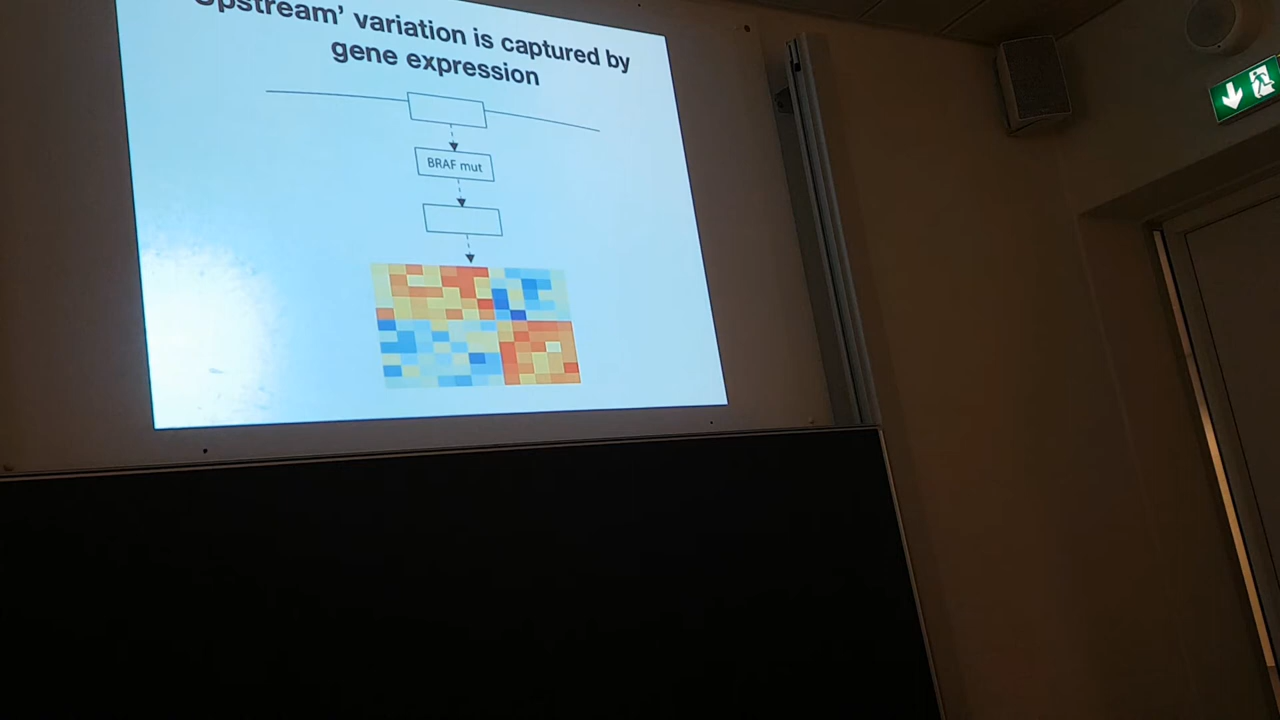 Upstream’ variation is captured by
gene expression
BRAF mut